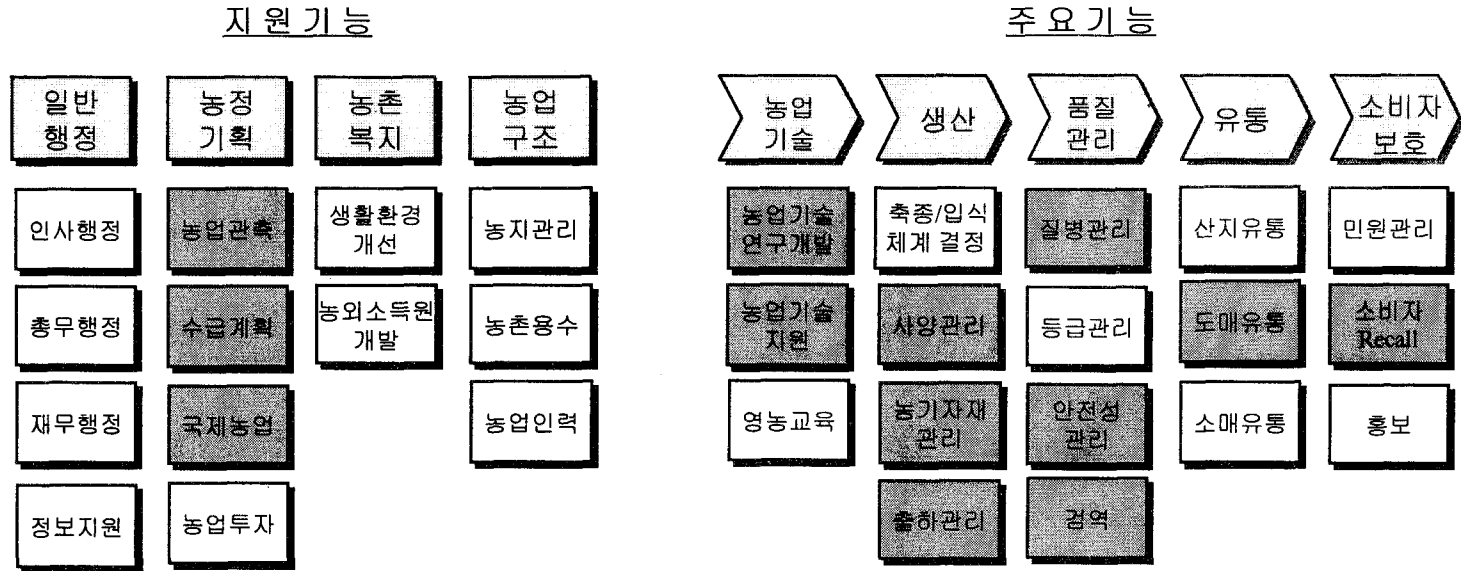 지원기능
일반
행정
인사행정
총무행정
재무행정
정보지원
농정
기획
농업관측
수급계획
국제농업
농업투자
농촌
복지
생활환경
개선
농외소득원
개발
농업
구조
농지관리
농촌용수
농업인력
주요기능
농업
기술
농업기술
연구개발
농업기술
지원
영농교육
생산
축종/입식
체계 결정
사양관리
농기자재
관리
출하관리
품질
관리
질병관리
등급관리
안전성
관리
검역
유통
산지유통
도매유통
소매유통
소비자
보호
민원관리
소비자
Recall
홍보